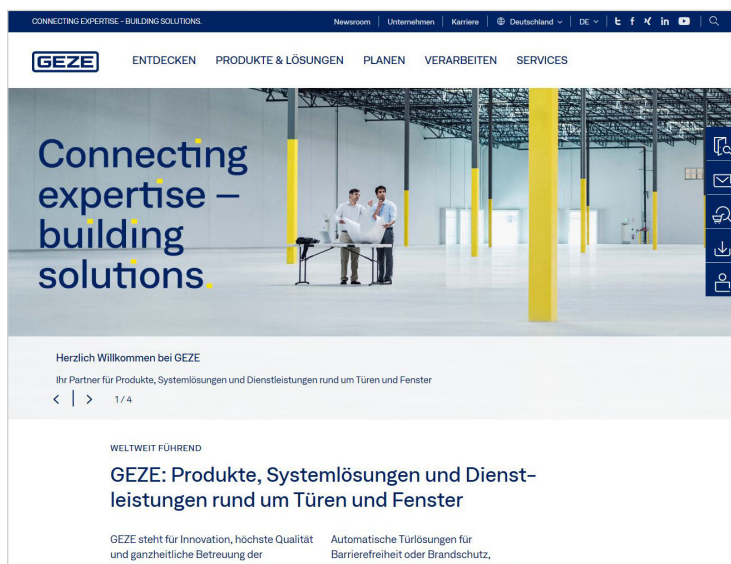 CONNECTING EXPERTISE – BUILDING SOLUTIONS.
Newsroom
Unternehmen
Karriere
Deutschland
DE
GEZE
ENTDECKEN
PRODUKTE & LÖSUNGEN
PLANEN
VERARBEITEN
SERVICES
Connecting
expertise –
building
solutions.
Herzlich Willkommen bei GEZE
Ihr Partner für Produkte, Systemlösungen und Dienstleistungen rund um Türen und Fenster
1 / 4
WELTWEIT FÜHREND
GEZE: Produkte, Systemlösungen und Dienst-
leistungen rund um Türen und Fenster
GEZE steht für Innovation, höchste Qualität
und ganzheitliche Betreuung der
Automatische Türlösungen für
Barrierefreiheit oder Brandschutz,